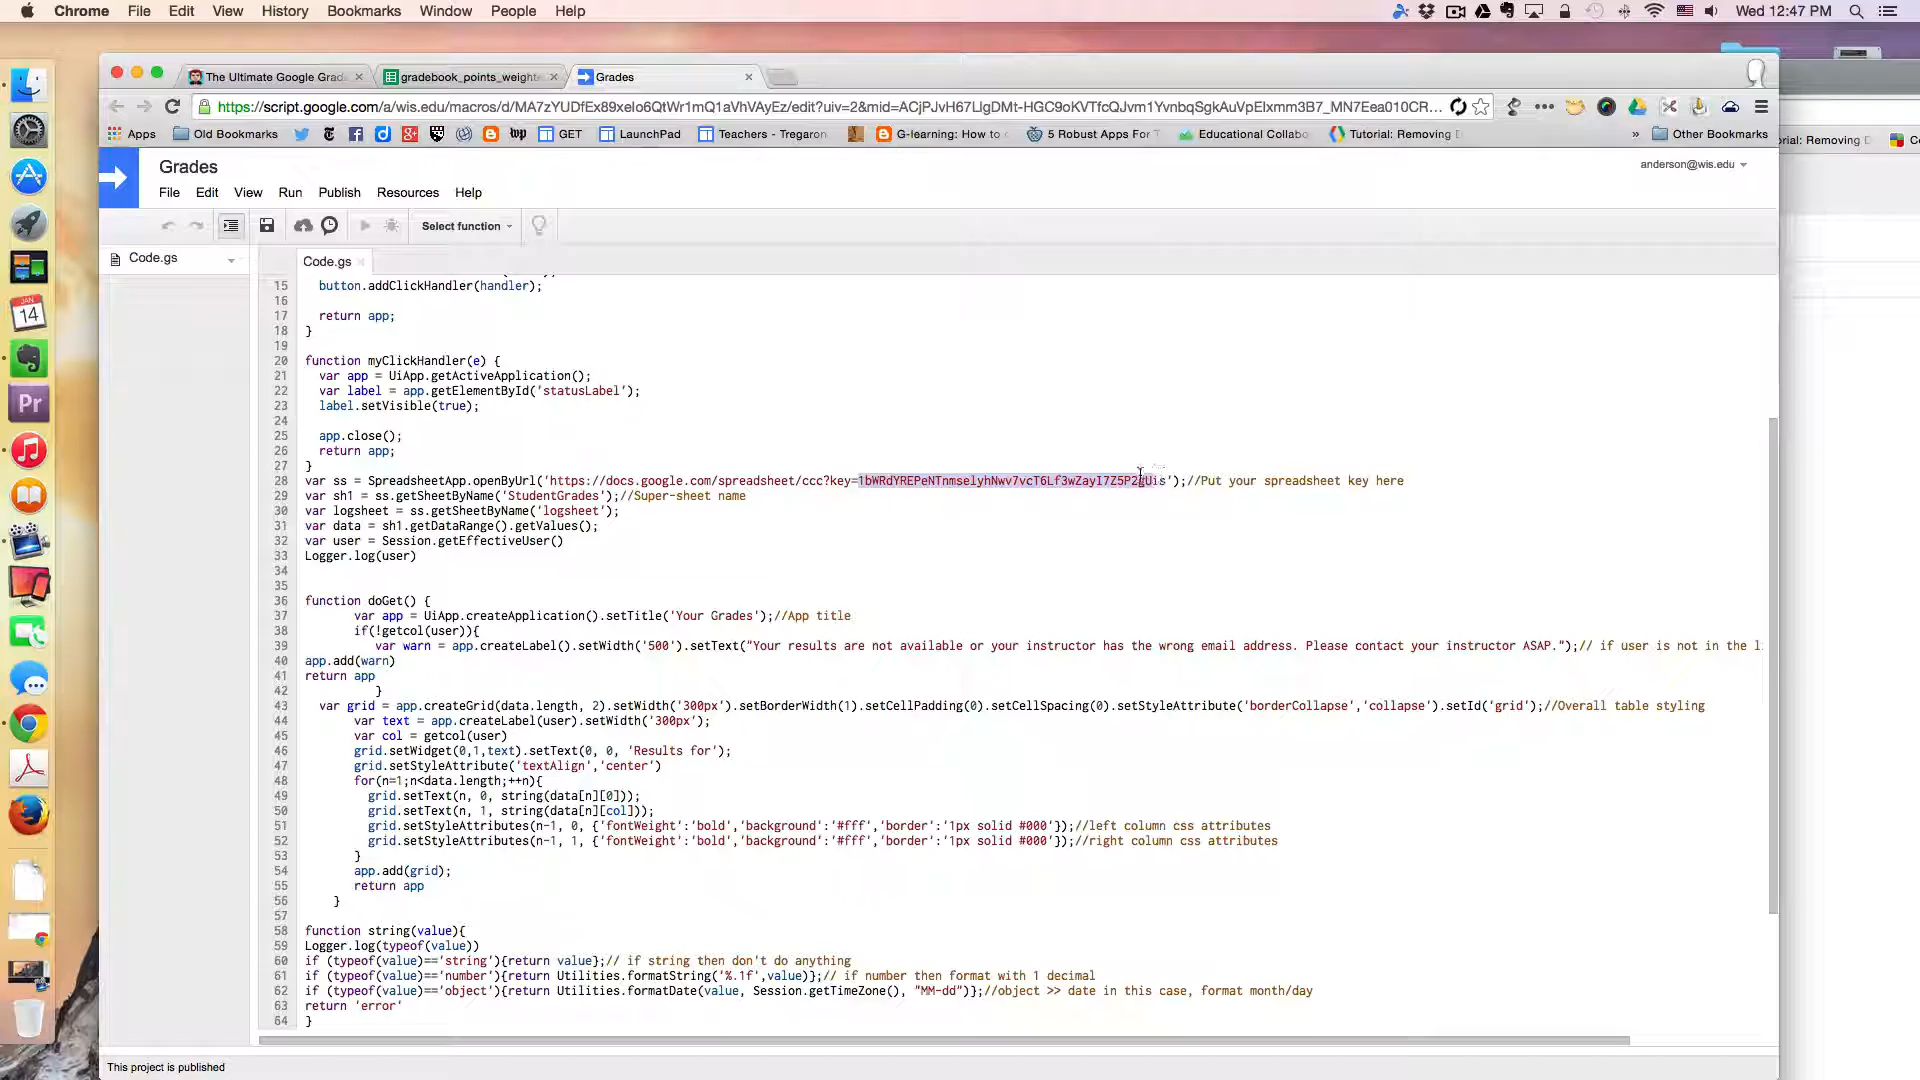 Chrome File Edit View History Bookmarks Window People Help
Wed 12:47 PM
The Ultimate Google Grad
gradebook_points_weighte
Grades
https://script.google.com/a/wis.edu/macros/d/
Apps
Old Bookmarks
GET
LaunchPad
Teachers - Tregaron
G-learning: How to
5 Robust Apps For T
Educational Collabo
Tutorial: Removing
»
Other Bookmarks
orial: Removing
Grades
anderson@wis.edu
File Edit View Run Publish Resources Help
Select function
Code.gs
Code.gs
15 button.addClickHandler(handler);
16
17 return app;
18 }
19
20 function myClickHandler(e) {
21 var app = UiApp.getActiveApplication();
22 var label = app.getElementById('statusLabel');
23 label.setVisible(true);
24
25 app.close();
26 return app;
27 }
28 var ss = SpreadsheetApp.openByUrl('https://docs.google.com/spreadsheet/ccc?key= ');//Put your spreadsheet key here
29 var sh1 = ss.getSheetByName('StudentGrades');//Super-sheet name
30 var logsheet = ss.getSheetByName('logsheet');
31 var data = sh1.getDataRange().getValues();
32 var user = Session.getEffectiveUser()
33 Logger.log(user)
34
35
36 function doGet() {
37 var app = UiApp.createApplication().setTitle('Your Grades');//App title
38 if(!getcol(user)){
39 var warn = app.createLabel().setWidth('500').setText("Your results are not available or your instructor has the wrong email address. Please contact your instructor ASAP.");// if user is not in the l
40 app.add(warn)
41 return app
42 }
43 var grid = app.createGrid(data.length, 2).setWidth('300px').setBorderWidth(1).setCellPadding(0).setCellSpacing(0).setStyleAttribute('borderCollapse','collapse').setId('grid');//Overall table styling
44 var text = app.createLabel(user).setWidth('300px');
45 var col = getcol(user)
46 grid.setWidget(0,1,text).setText(0, 0, 'Results for');
47 grid.setStyleAttribute('textAlign','center')
48 for(n=1;n<data.length;++n){
49 grid.setText(n, 0, string(data[n][0]));
50 grid.setText(n, 1, string(data[n][col]));
51 grid.setStyleAttributes(n-1, 0, {'fontWeight':'bold','background':'#fff','border':'1px solid #000'});//left column css attributes
52 grid.setStyleAttributes(n-1, 1, {'fontWeight':'bold','background':'#fff','border':'1px solid #000'});//right column css attributes
53 }
54 app.add(grid);
55 return app
56 }
57
58 function string(value){
59 Logger.log(typeof(value))
60 if (typeof(value)=='string'){return value};// if string then don't do anything
61 if (typeof(value)=='number'){return Utilities.formatString('%.1f',value)};// if number then format with 1 decimal
62 if (typeof(value)=='object'){return Utilities.formatDate(value, Session.getTimeZone(), "MM-dd")};//object >> date in this case, format month/day
63 return 'error'
64 }
This project is published
JAN
14
Pr